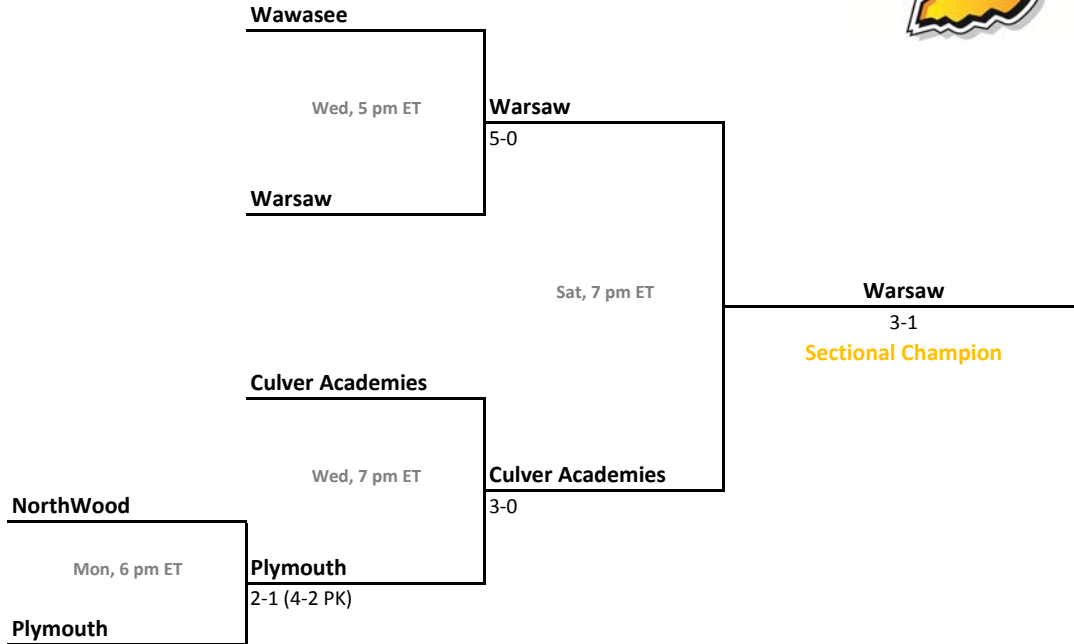 Wawasee
Wed, 5 pm ET
Warsaw
5-0
Warsaw
Sat, 7 pm ET
Warsaw
3-1
Sectional Champion
Culver Academies
Wed, 7 pm ET
Culver Academies
3-0
NorthWood
Mon, 6 pm ET
Plymouth
2-1 (4-2 PK)
Plymouth